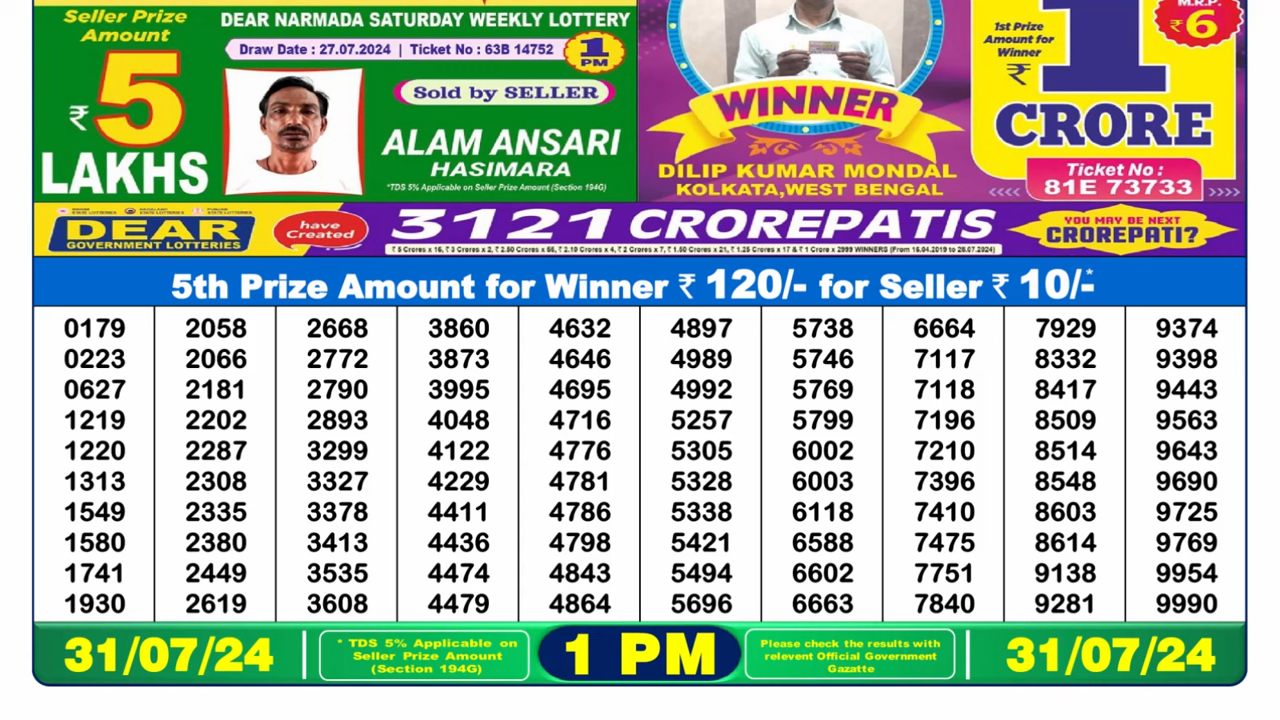 Seller Prize
Amount
₹ 5
LAKHS
DEAR NARMADA SATURDAY WEEKLY LOTTERY
Draw Date : 27.07.2024 | Ticket No : 63B 14752
1
PM
Sold by SELLER
ALAM ANSARI
HASIMARA
*TDS 5% Applicable on Seller Prize Amount (Section 194G)
WINNER
DILIP KUMAR MONDAL
KOLKATA,WEST BENGAL
1st Prize
Amount for
Winner
₹
1
CRORE
M.R.P.
₹6
Ticket No :
81E 73733
DEAR
GOVERNMENT LOTTERIES
have
Created
3121 CROREPATIS
YOU MAY BE NEXT
CROREPATI?
5th Prize Amount for Winner ₹ 120/- for Seller ₹ 10/-*
0179 2058 2668 3860 4632 4897 5738 6664 7929 9374
0223 2066 2772 3873 4646 4989 5746 7117 8332 9398
0627 2181 2790 3995 4695 4992 5769 7118 8417 9443
1219 2202 2893 4048 4716 5257 5799 7196 8509 9563
1220 2287 3299 4122 4776 5305 6002 7210 8514 9643
1313 2308 3327 4229 4781 5328 6003 7396 8548 9690
1549 2335 3378 4411 4786 5338 6118 7410 8603 9725
1580 2380 3413 4436 4798 5421 6588 7475 8614 9769
1741 2449 3535 4474 4843 5494 6602 7751 9138 9954
1930 2619 3608 4479 4864 5696 6663 7840 9281 9990
31/07/24
* TDS 5% Applicable on
Seller Prize Amount
(Section 194G)
1 PM
Please check the results with
relevent Official Government
Gazatte
31/07/24